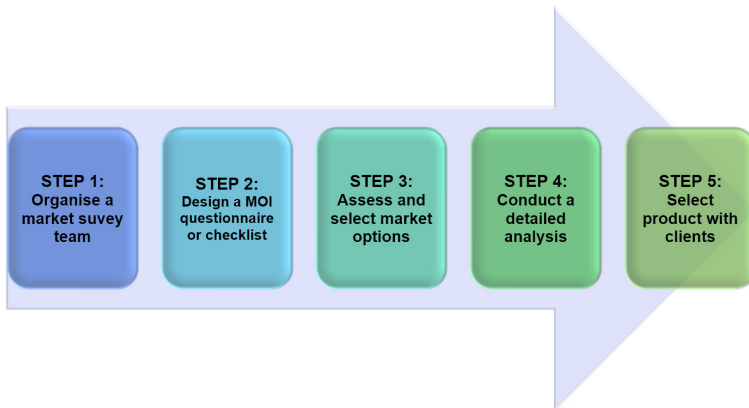 STEP 1:
Organise a
market suvey
team
STEP 2:
Design a MOI
questionnaire
or checklist
STEP 3:
Assess and
select market
options
STEP 4:
Conduct a
detailed
analysis
STEP 5:
Select
product with
clients